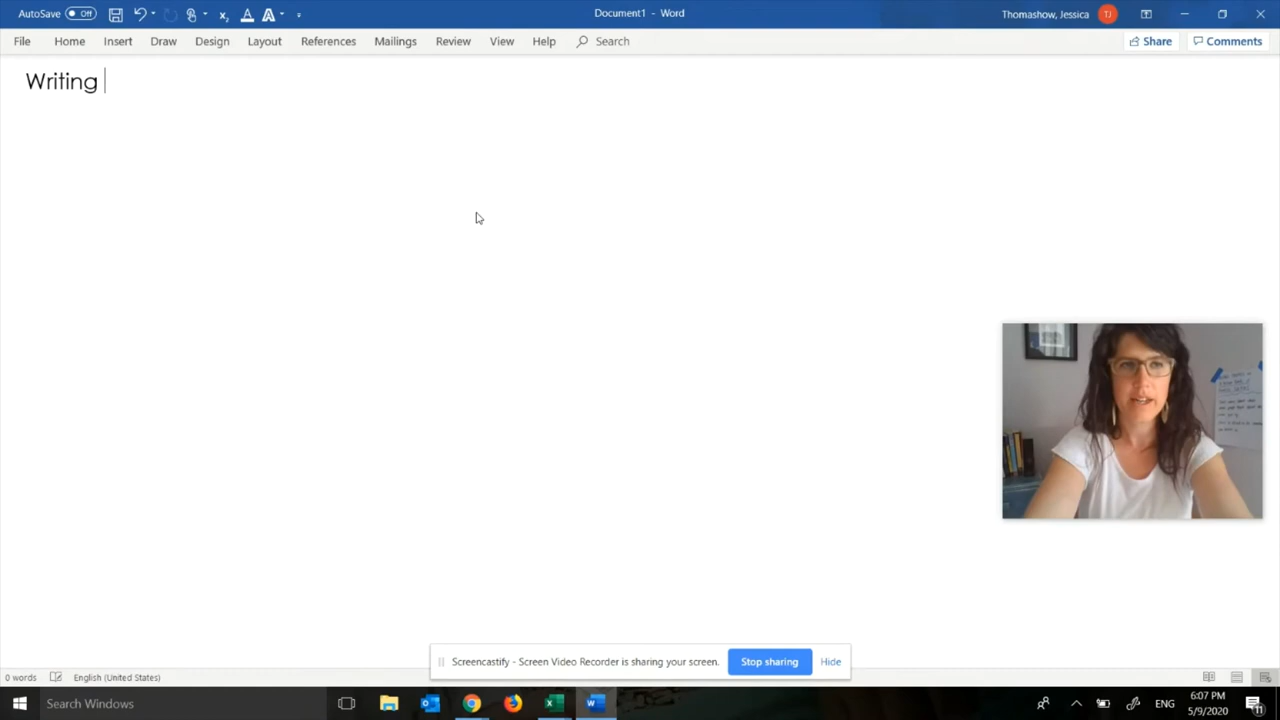 AutoSave Off
Document1 - Word
Thomashow, Jessica TJ
File Home Insert Draw Design Layout References Mailings Review View Help Search Share Comments
Writing
Screencastify - Screen Video Recorder is sharing your screen. Stop sharing Hide
0 words English (United States)
Search Windows
ENG
6:07 PM
5/9/2020
11